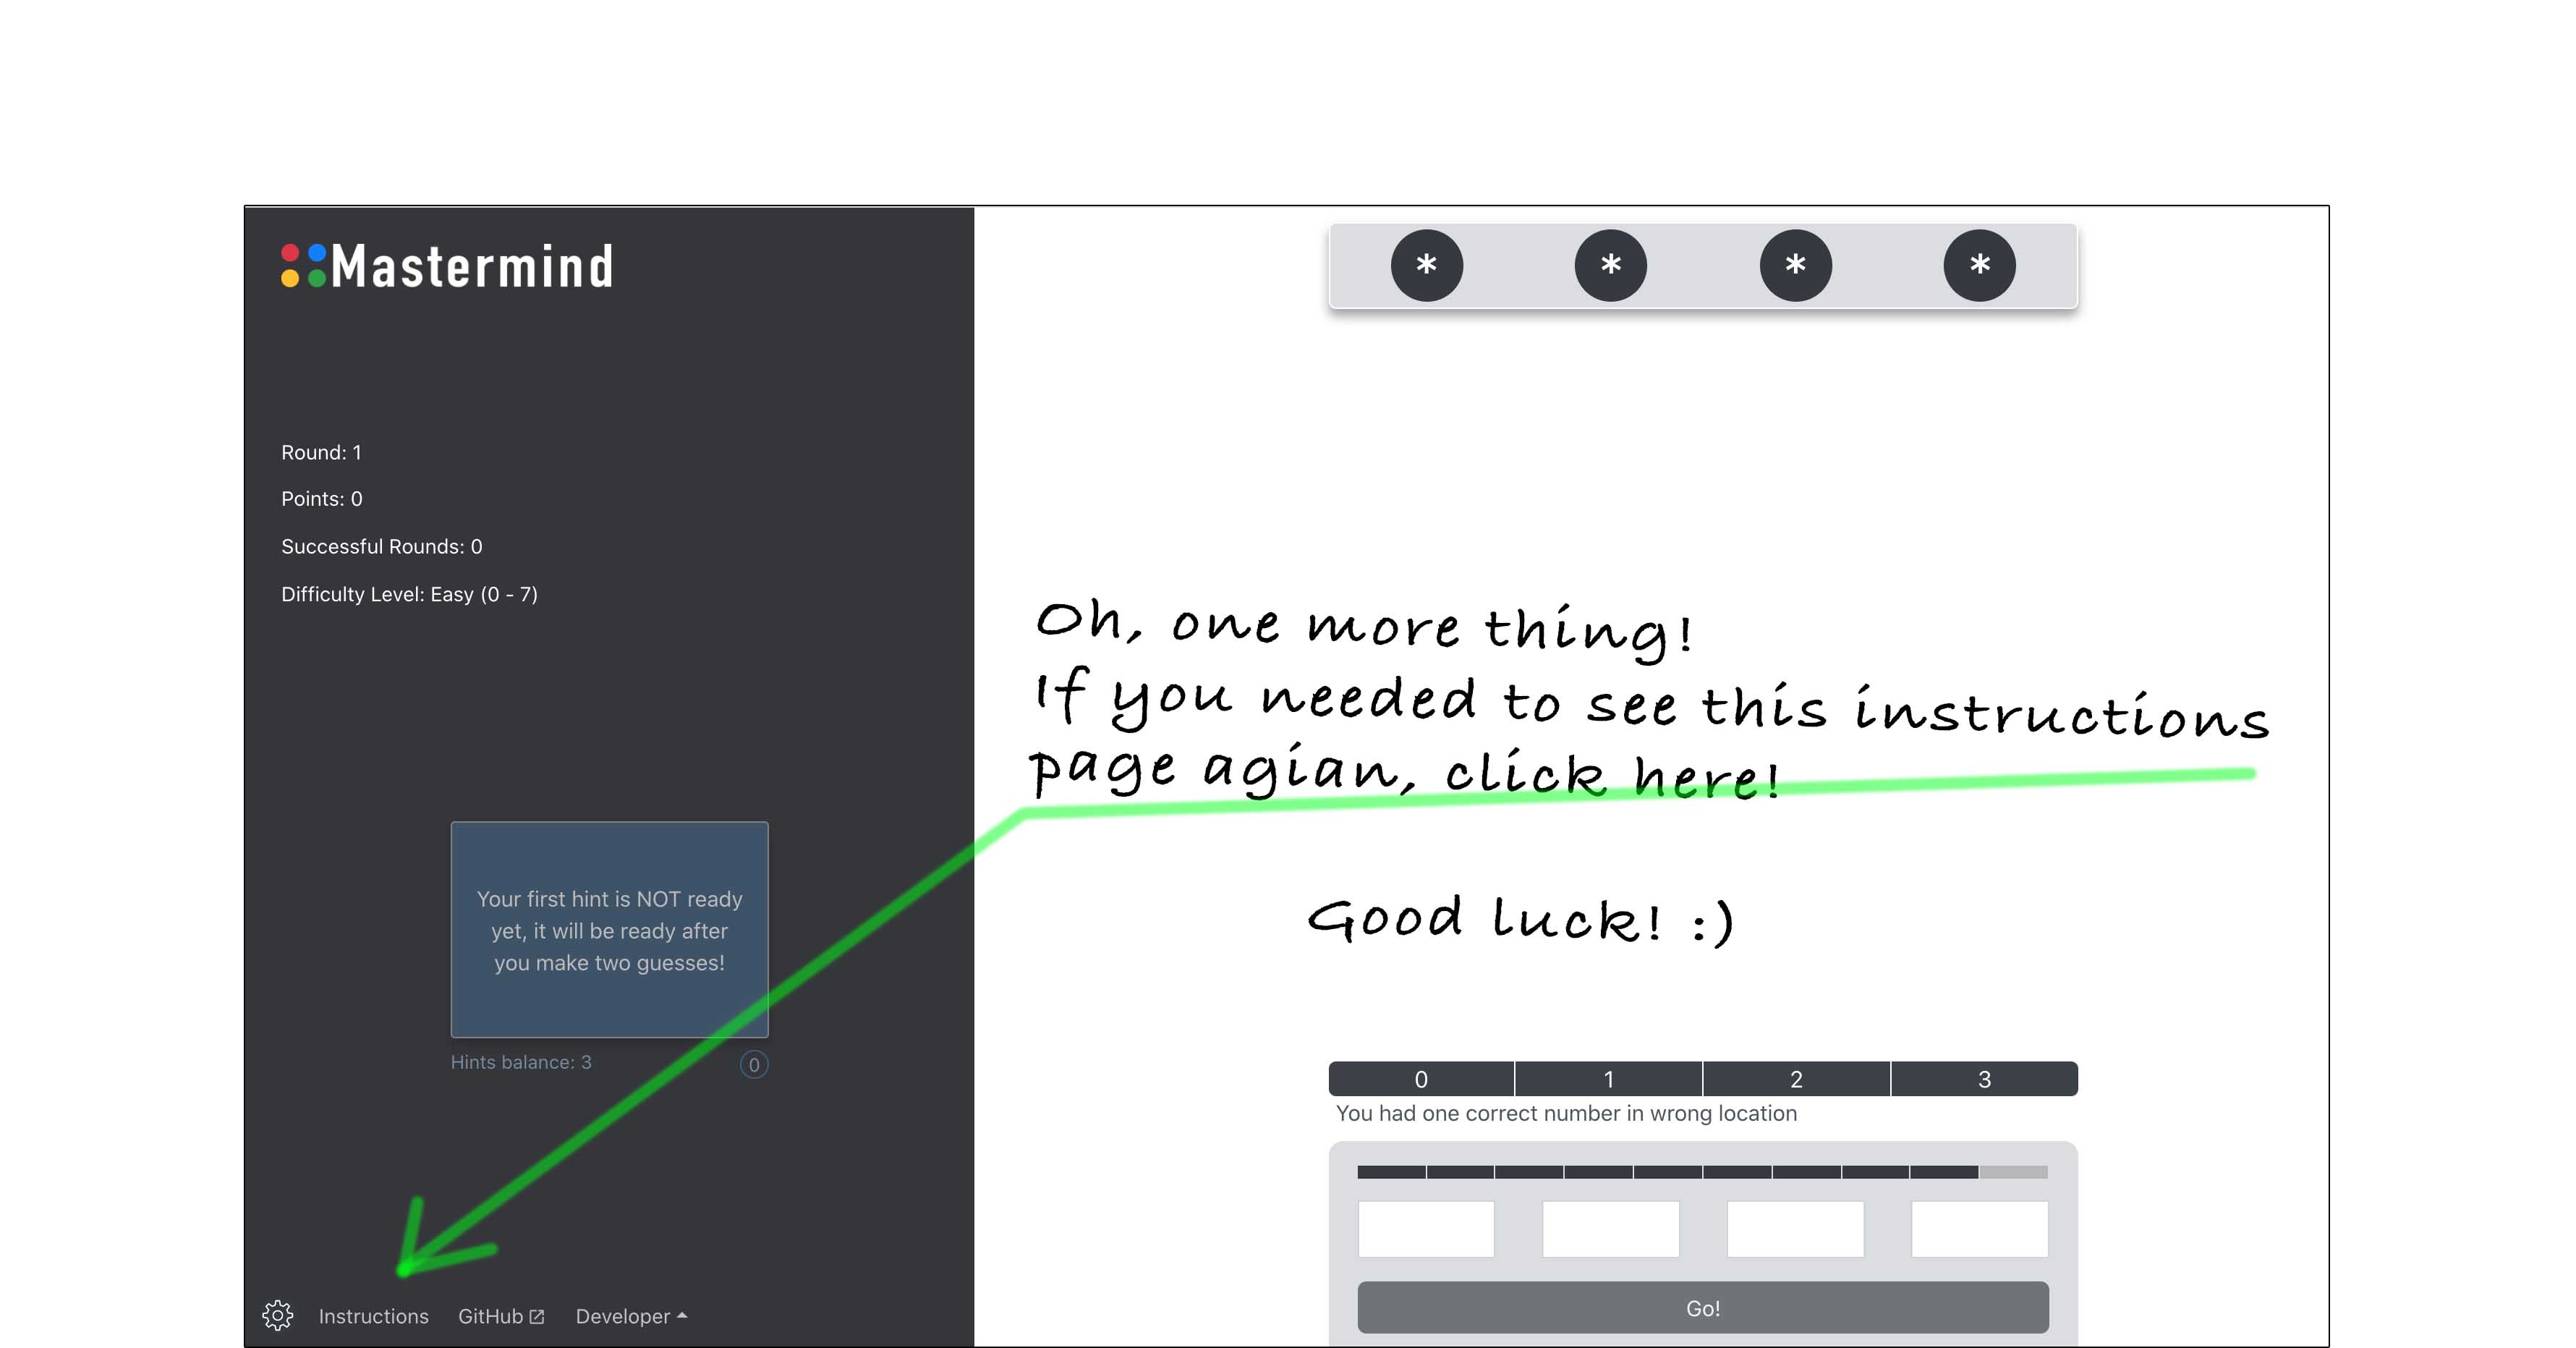 Mastermind
* * * *
Round: 1
Points: 0
Successful Rounds: 0
Difficulty Level: Easy (0 - 7)
Oh, one more thing!
If you needed to see this instructions
page agian, click here!
Good luck! :)
Your first hint is NOT ready
yet, it will be ready after
you make two guesses!
Hints balance: 3
0
0 1 2 3
You had one correct number in wrong location
Go!
Instructions GitHub Developer